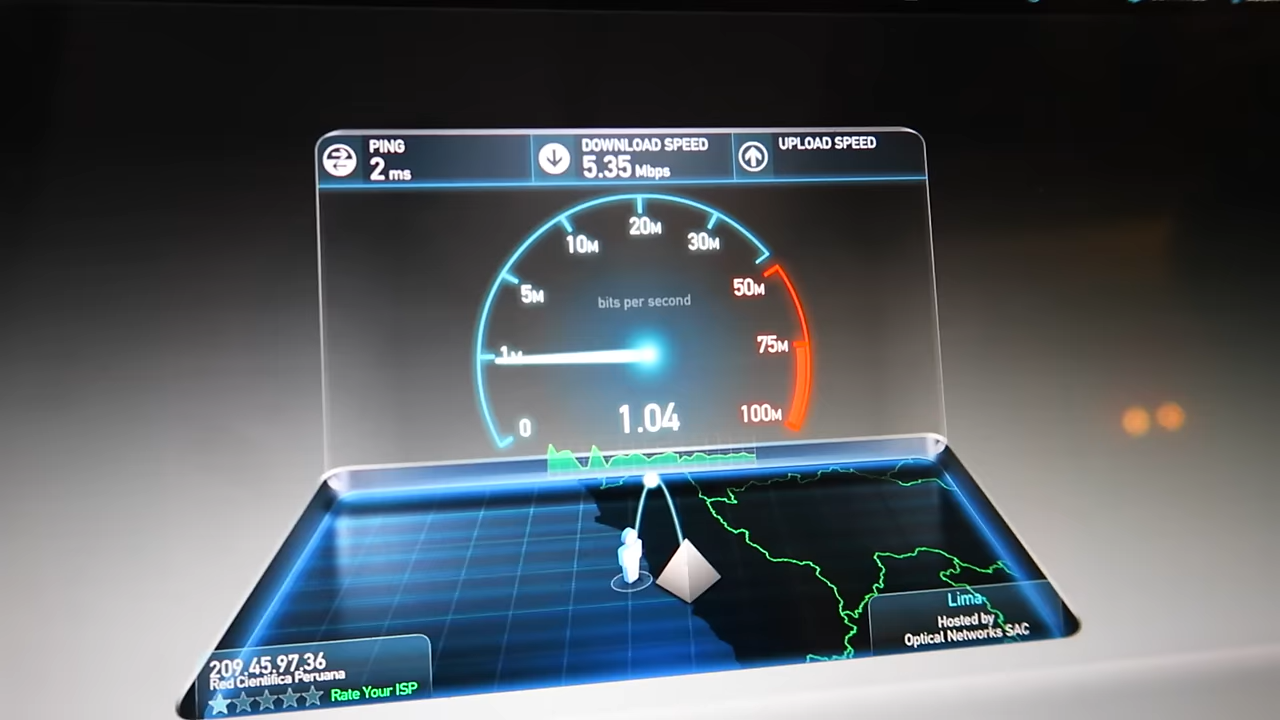 PING
2 ms
DOWNLOAD SPEED
5.35 Mbps
UPLOAD SPEED
20M
10M
30M
5M
50M
bits per second
1M
75M
0
1.04
100M
Lima
Hosted by
Optical Networks SAC
209.45.97.36
Red Cientifica Peruana
Rate Your ISP